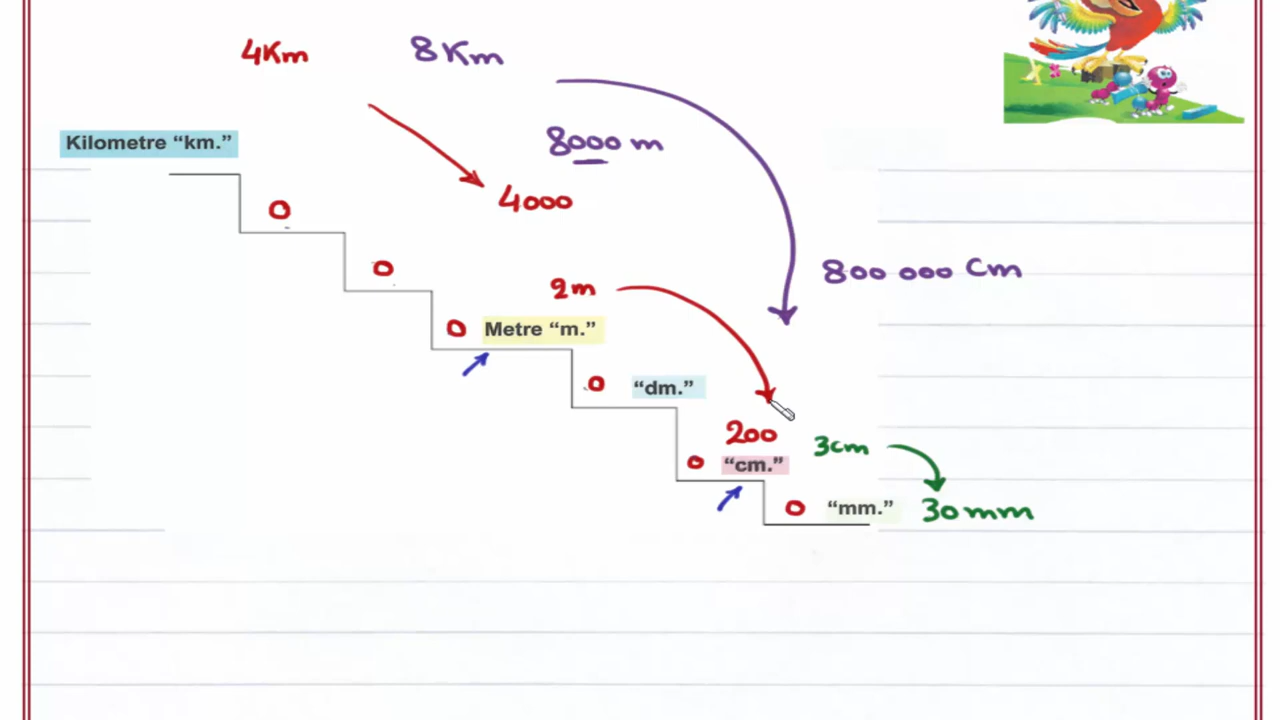 4Km
8Km
Kilometre “km.”
8000 m
4000
0
0
800 000 Cm
2m
0 Metre “m.”
0 “dm.”
200
3cm
0 “cm.”
0 “mm.”
30mm